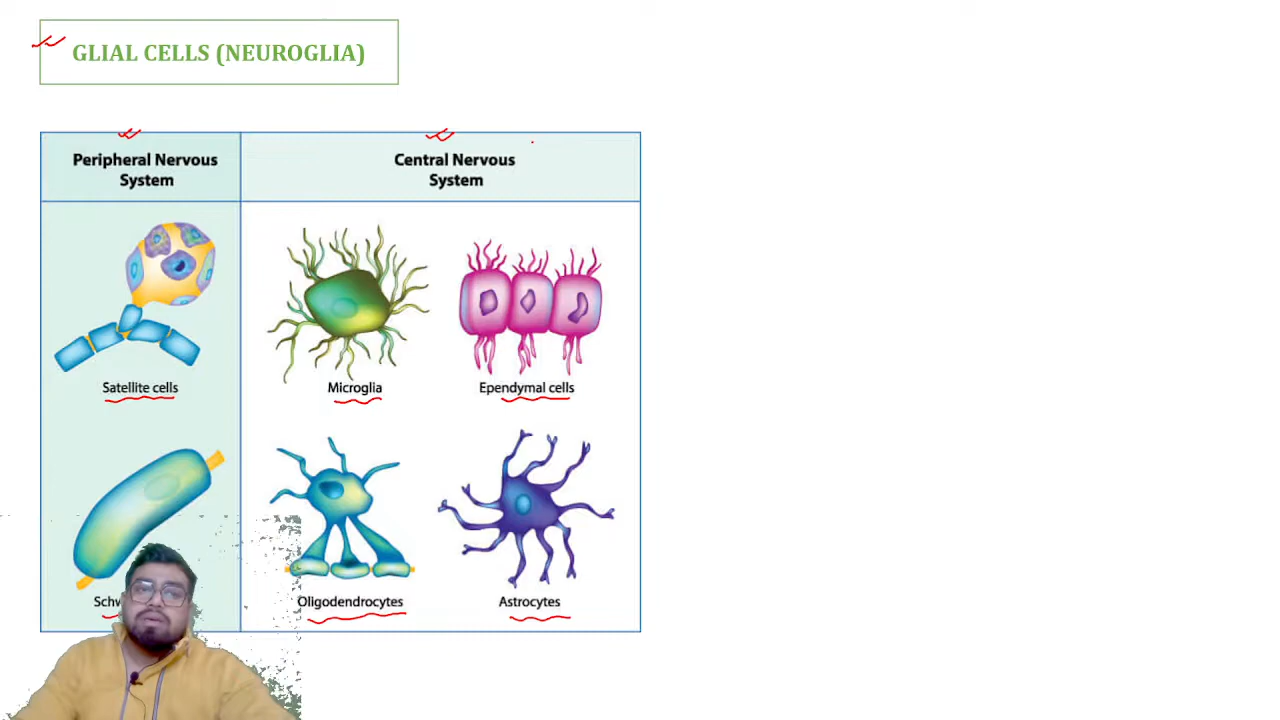 GLIAL CELLS (NEUROGLIA)
Peripheral Nervous
System
Central Nervous
System
Satellite cells
Microglia
Ependymal cells
Oligodendrocytes
Astrocytes